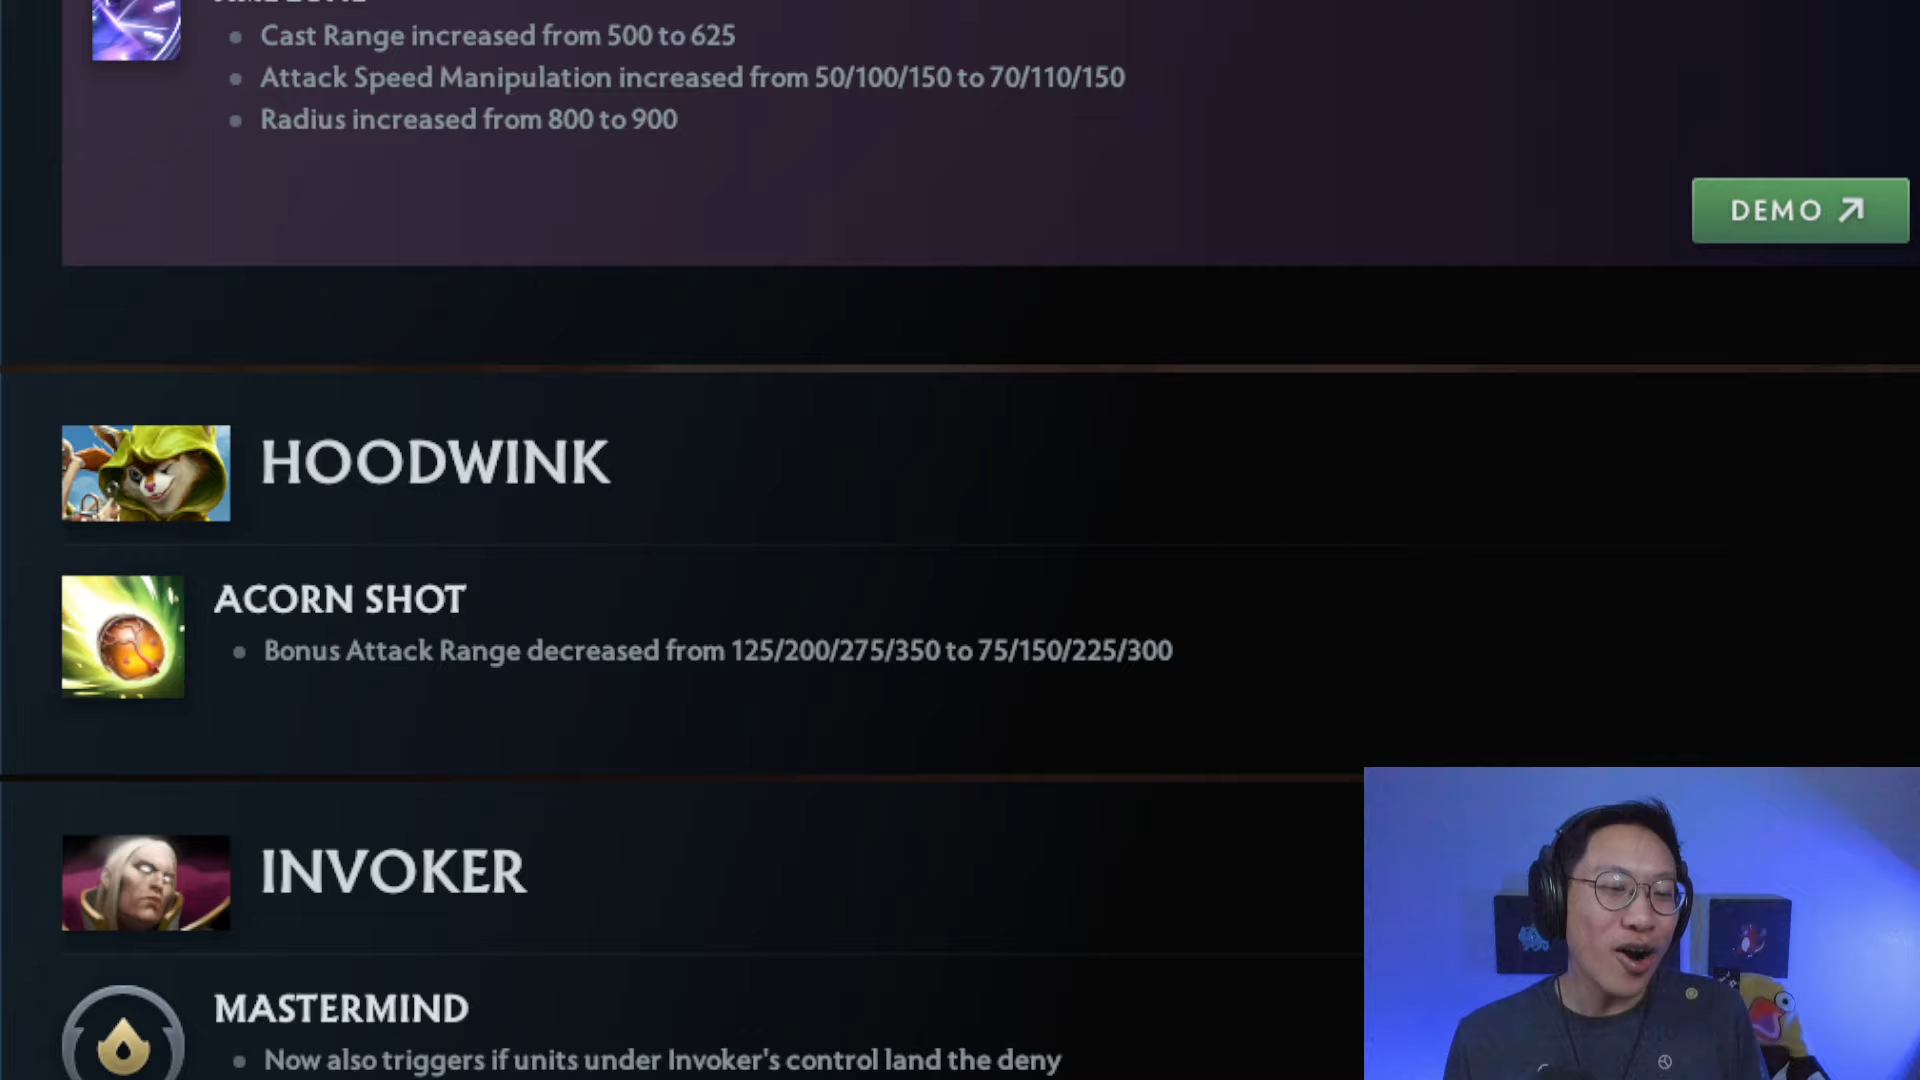 Cast Range increased from 500 to 625
Attack Speed Manipulation increased from 50/100/150 to 70/110/150
Radius increased from 800 to 900
DEMO
HOODWINK
ACORN SHOT
Bonus Attack Range decreased from 125/200/275/350 to 75/150/225/300
INVOKER
MASTERMIND
Now also triggers if units under Invoker's control land the deny